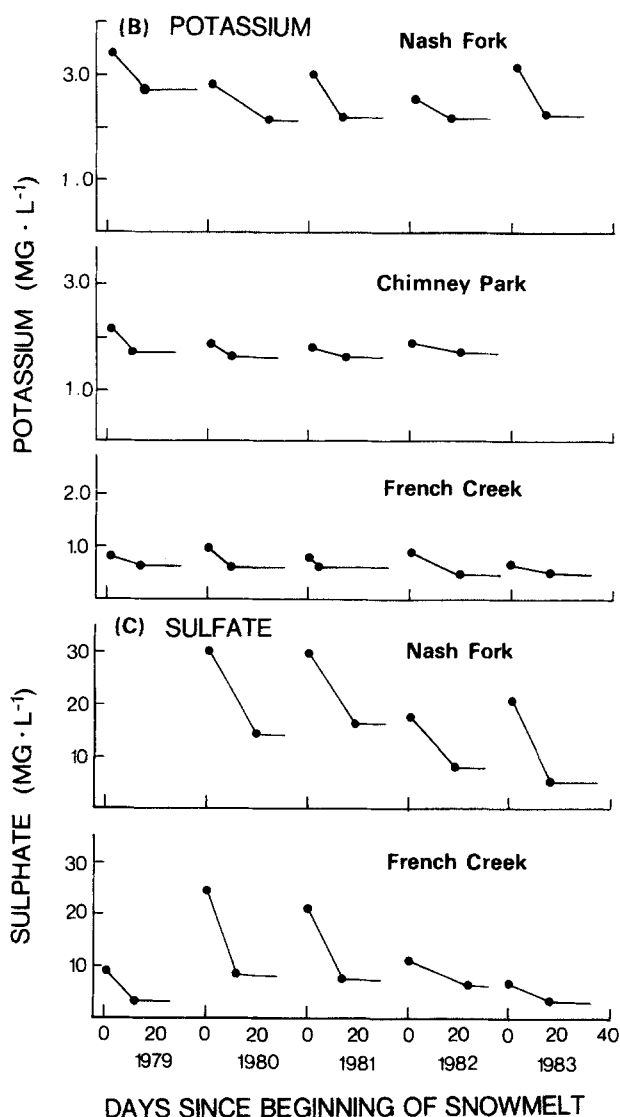 (B) POTASSIUM
Nash Fork
3.0
1.0
Chimney Park
3.0
1.0
POTASSIUM (MG · L⁻¹)
French Creek
2.0
1.0
(C) SULFATE
Nash Fork
30
20
10
French Creek
30
20
10
SULPHATE (MG · L⁻¹)
0 20 0 20 0 20 0 20 0 20 40
1979 1980 1981 1982 1983
DAYS SINCE BEGINNING OF SNOWMELT